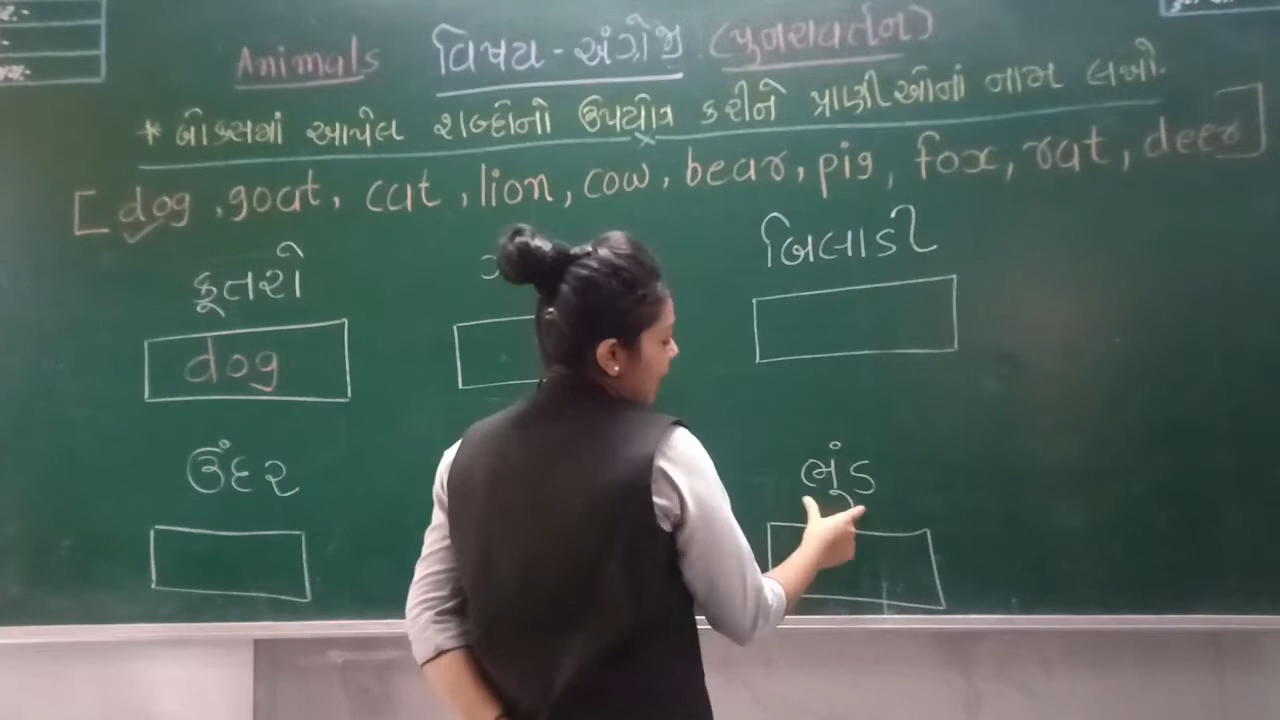 Animals વિષય - અંગ્રેજી (પુનરાવર્તન)
* બોક્સમાં આપેલ શબ્દોનો ઉપયોગ કરીને પ્રાણીઓનાં નામ લખો.
[dog, goat, cat, lion, cow, bear, pig, fox, rat, deer]
કૂતરો બિલાડી
dog
ઉંદર ભૂંડ